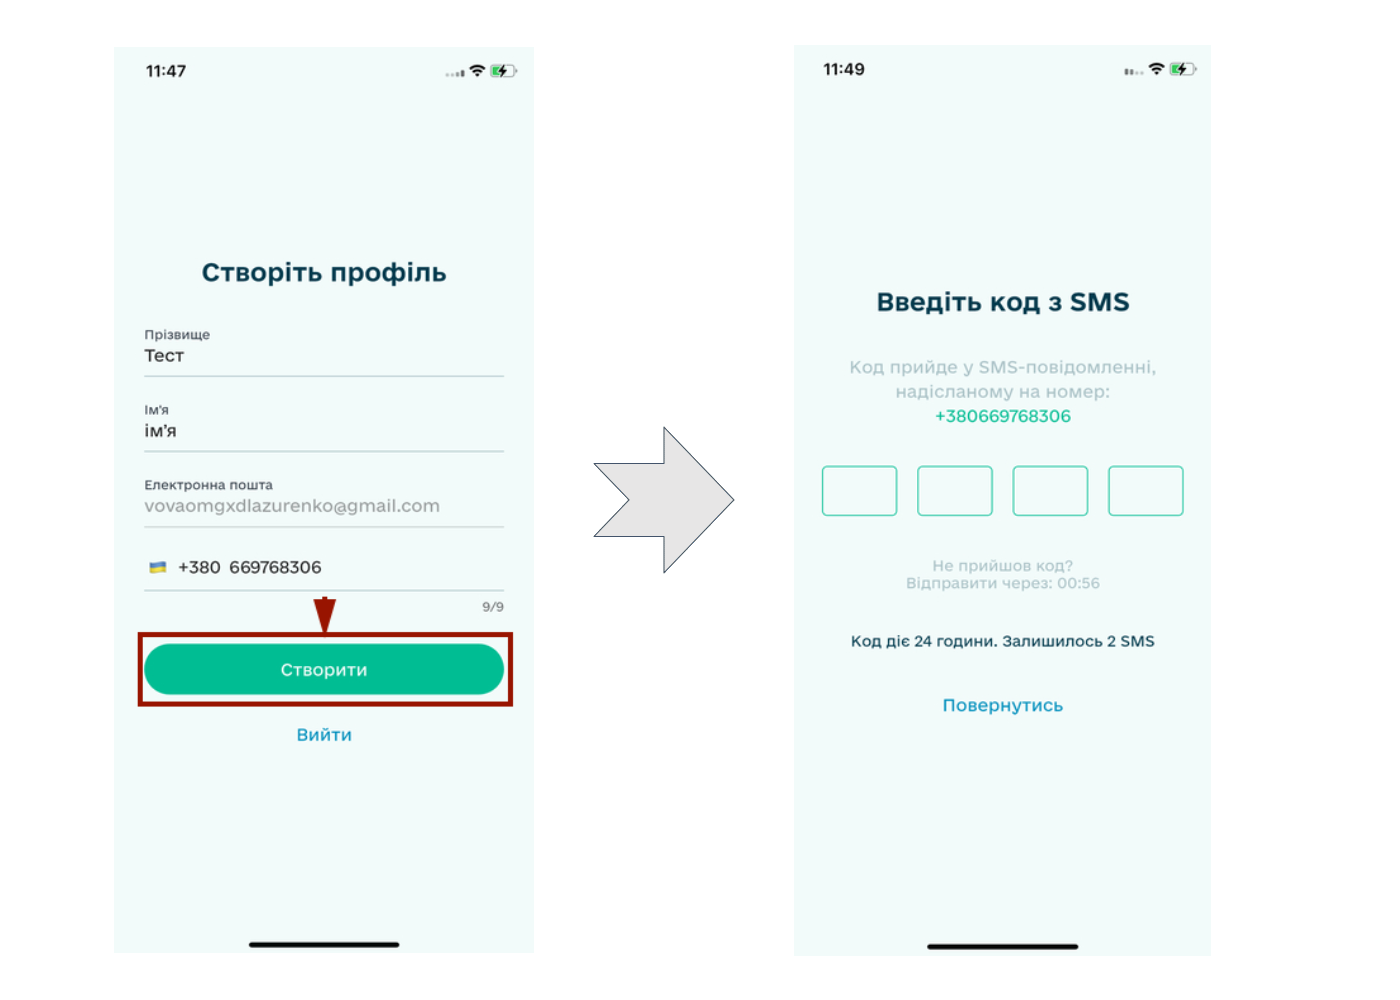 11:47
Створіть профіль
Прізвище
Тест
Ім'я
ім'я
Електронна пошта
vovaomgxdlazurenko@gmail.com
+380 669768306
9/9
Створити
Вийти
11:49
Введіть код з SMS
Код прийде у SMS-повідомленні,
надісланому на номер:
+380669768306
Не прийшов код?
Відправити через: 00:56
Код діє 24 години. Залишилось 2 SMS
Повернутись